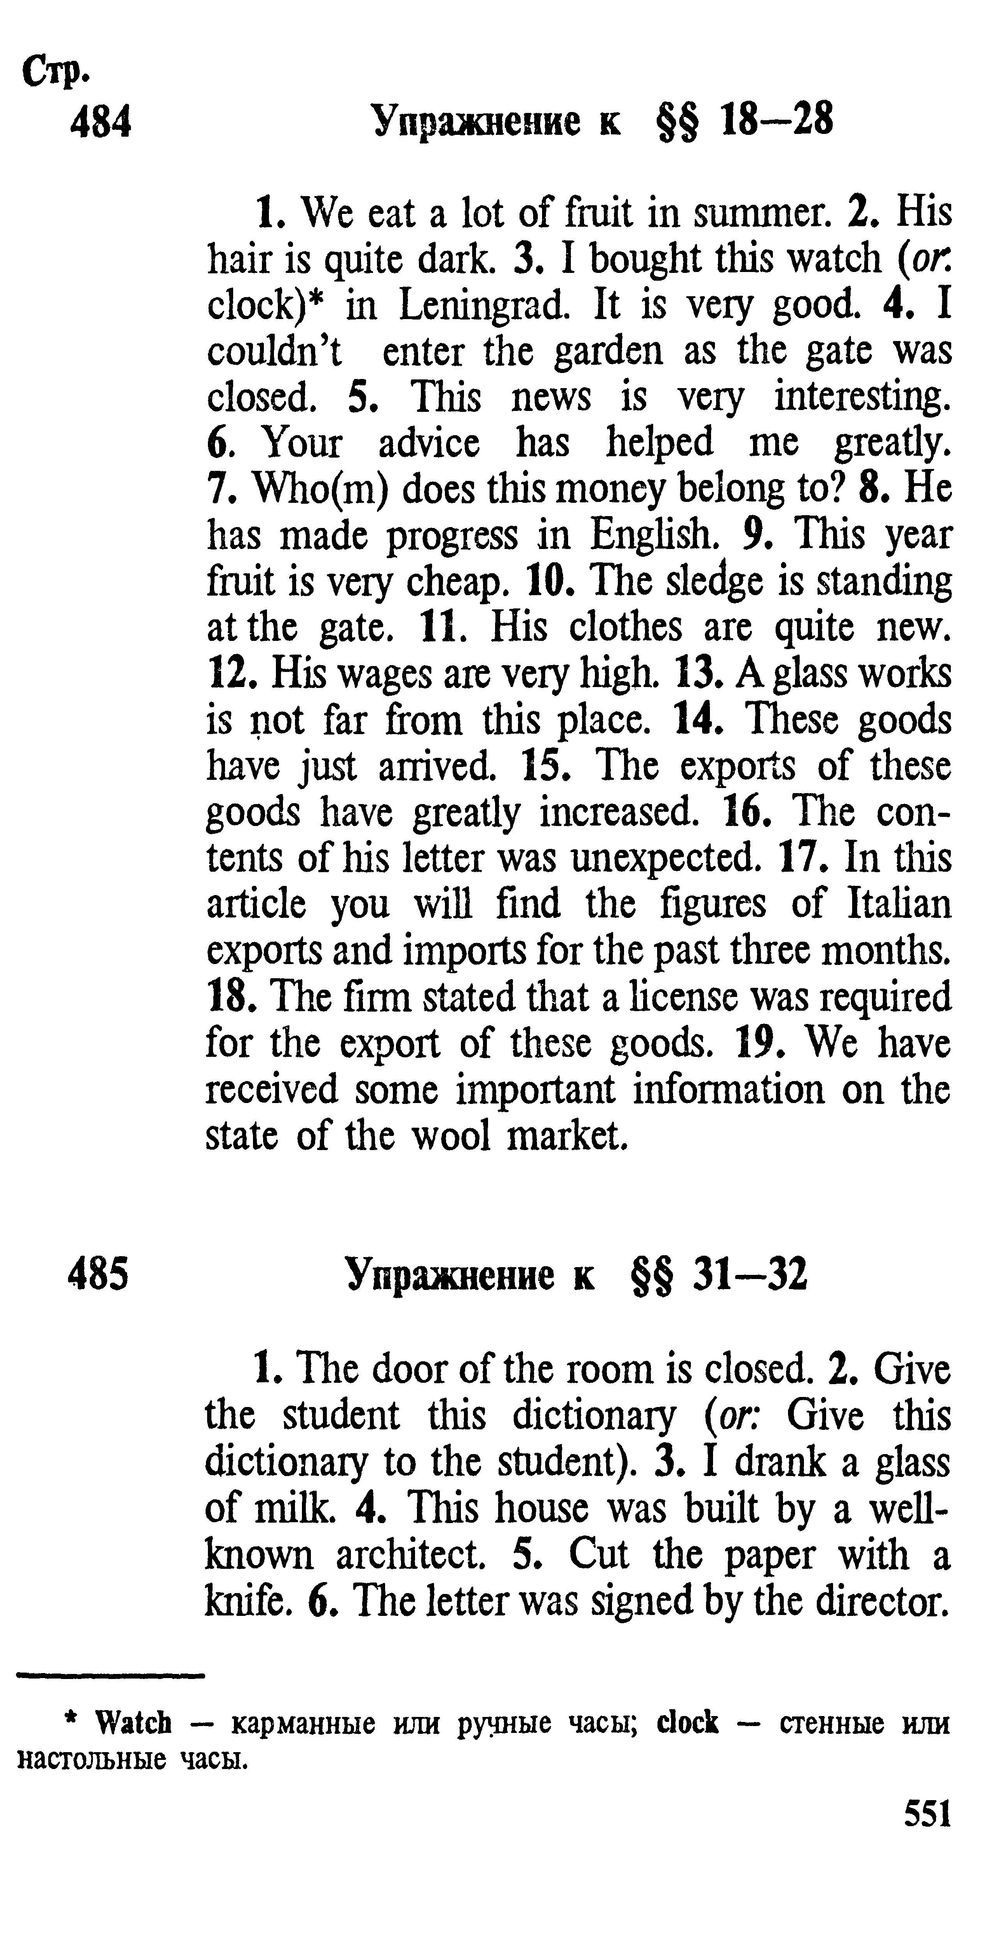 Стр.
484 Упражнение к §§ 18—28
1. We eat a lot of fruit in summer. 2. His
hair is quite dark. 3. I bought this watch (or:
clock)* in Leningrad. It is very good. 4. I
couldn't enter the garden as the gate was
closed. 5. This news is very interesting.
6. Your advice has helped me greatly.
7. Who(m) does this money belong to? 8. He
has made progress in English. 9. This year
fruit is very cheap. 10. The sledge is standing
at the gate. 11. His clothes are quite new.
12. His wages are very high. 13. A glass works
is not far from this place. 14. These goods
have just arrived. 15. The exports of these
goods have greatly increased. 16. The con-
tents of his letter was unexpected. 17. In this
article you will find the figures of Italian
exports and imports for the past three months.
18. The firm stated that a license was required
for the export of these goods. 19. We have
received some important information on the
state of the wool market.
485 Упражнение к §§ 31—32
1. The door of the room is closed. 2. Give
the student this dictionary (or: Give this
dictionary to the student). 3. I drank a glass
of milk. 4. This house was built by a well-
known architect. 5. Cut the paper with a
knife. 6. The letter was signed by the director.
* Watch — карманные или ручные часы; clock — стенные или
настольные часы.
551